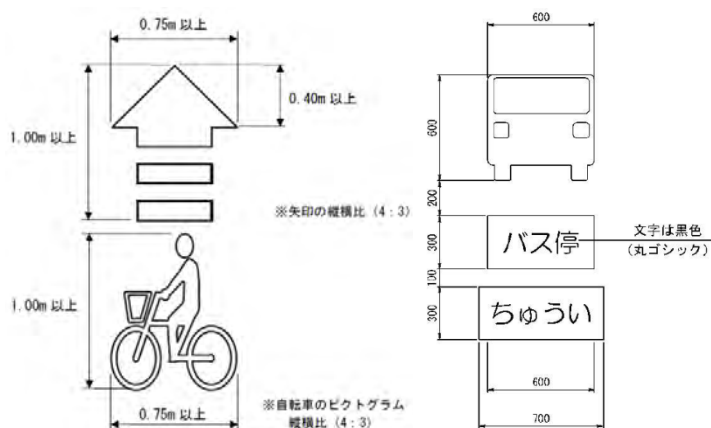 0.75m 以上
0.40m 以上
1.00m 以上
※矢印の縦横比（4：3）
1.00m 以上
※自転車のピクトグラム
縦横比（4：3）
0.75m 以上
600
600
200
300
バス停
文字は黒色
（丸ゴシック）
100
300
ちゅうい
600
700